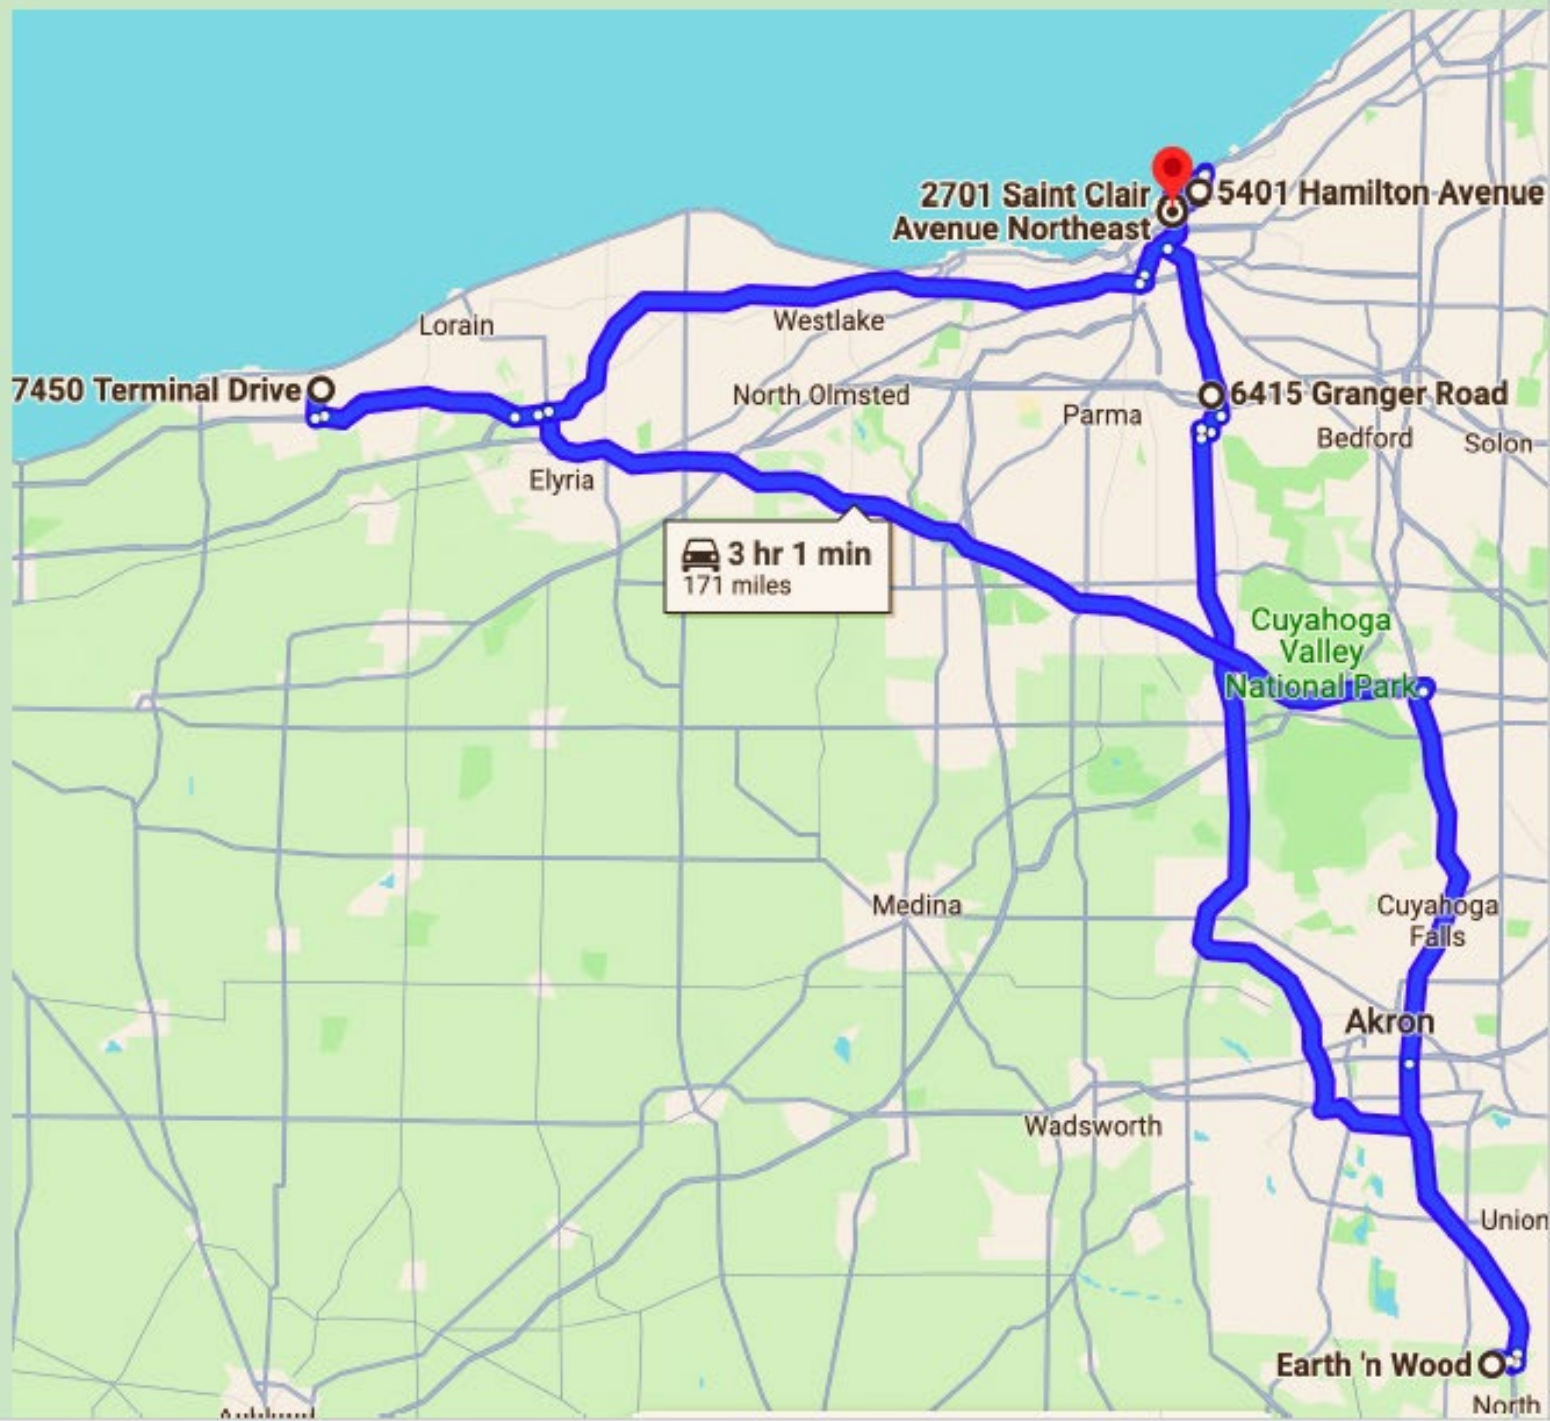 2701 Saint Clair
Avenue Northeast
5401 Hamilton Avenue
Lorain
Westlake
7450 Terminal Drive
North Olmsted
6415 Granger Road
Parma
Bedford
Solon
Elyria
3 hr 1 min
171 miles
Cuyahoga
Valley
National Park
Medina
Cuyahoga
Falls
Akron
Wadsworth
Union
Earth 'n Wood
North